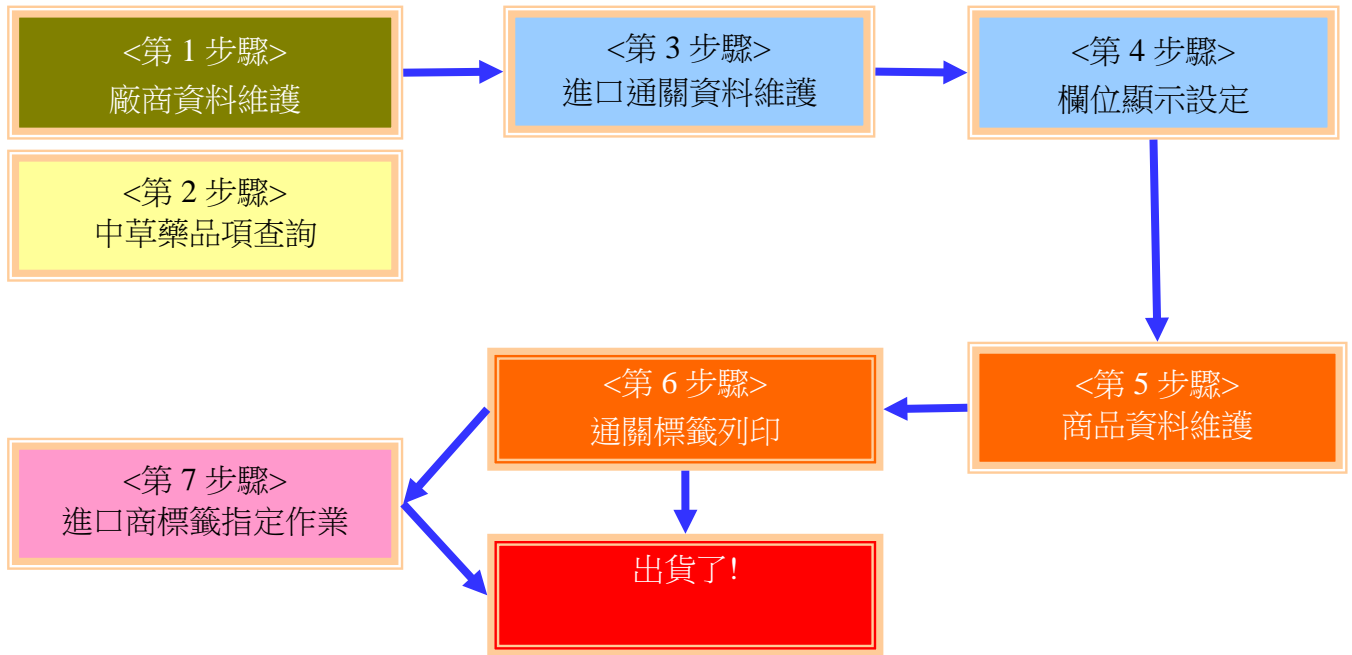 <第 1 步驟>
廠商資料維護
<第 2 步驟>
中草藥品項查詢
<第 3 步驟>
進口通關資料維護
<第 4 步驟>
欄位顯示設定
<第 5 步驟>
商品資料維護
<第 6 步驟>
通關標籤列印
<第 7 步驟>
進口商標籤指定作業
出貨了!